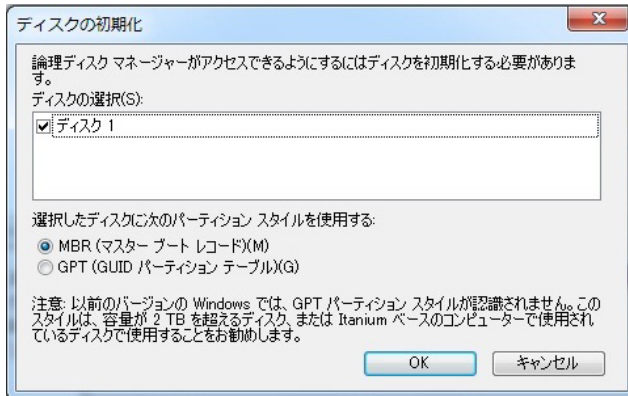 ディスクの初期化
論理ディスク マネージャーがアクセスできるようにするにはディスクを初期化する必要がありま
す。
ディスクの選択(S):
ディスク 1
選択したディスクに次のパーティション スタイルを使用する:
MBR (マスター ブート レコード)(M)
GPT (GUID パーティション テーブル)(G)
注意: 以前のバージョンの Windows では、GPT パーティション スタイルが認識されません。この
スタイルは、容量が 2 TB を超えるディスク、または Itanium ベースのコンピューターで使用され
ているディスクで使用することをお勧めします。
OK
キャンセル